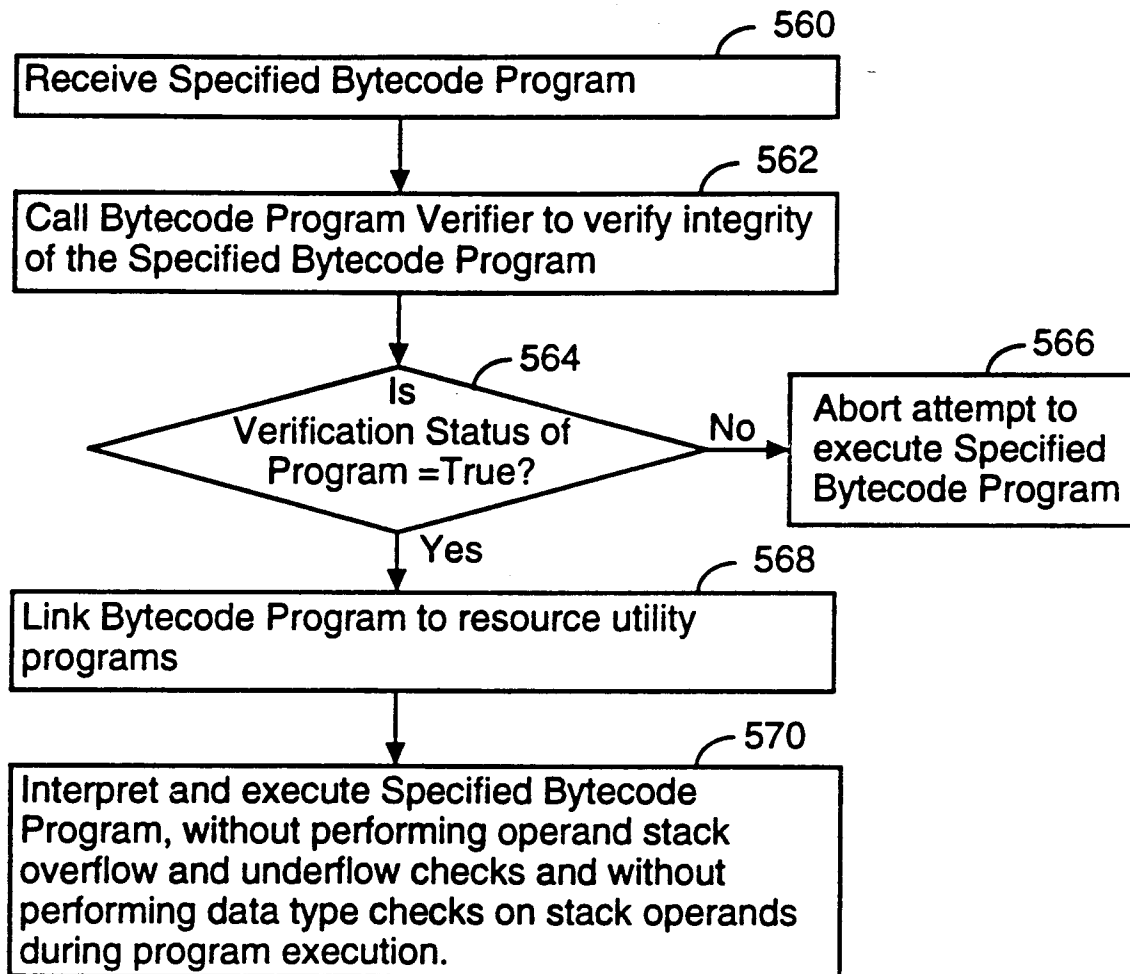 560
Receive Specified Bytecode Program
562
Call Bytecode Program Verifier to verify integrity
of the Specified Bytecode Program
564
Is
Verification Status of
Program =True?
No
566
Abort attempt to
execute Specified
Bytecode Program
Yes
568
Link Bytecode Program to resource utility
programs
570
Interpret and execute Specified Bytecode
Program, without performing operand stack
overflow and underflow checks and without
performing data type checks on stack operands
during program execution.